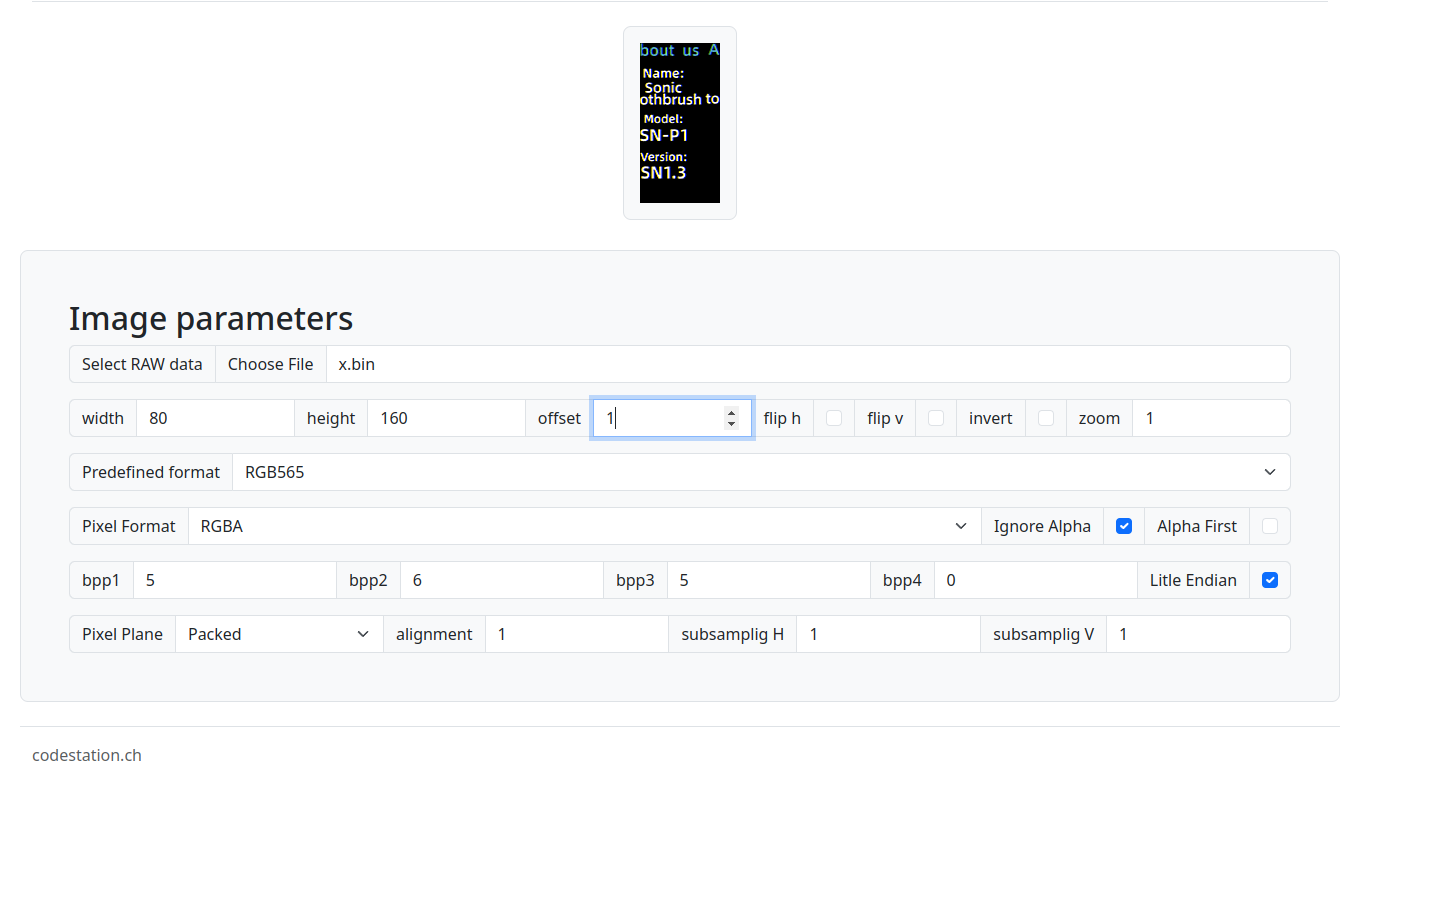 bout us A
Name:
Sonic
othbrush to
Model:
SN-P1
Version:
SN1.3
Image parameters
Select RAW data Choose File x.bin
width 80 height 160 offset 1 flip h flip v invert zoom 1
Predefined format RGB565
Pixel Format RGBA Ignore Alpha Alpha First
bpp1 5 bpp2 6 bpp3 5 bpp4 0 Litle Endian
Pixel Plane Packed alignment 1 subsamplig H 1 subsamplig V 1
codestation.ch